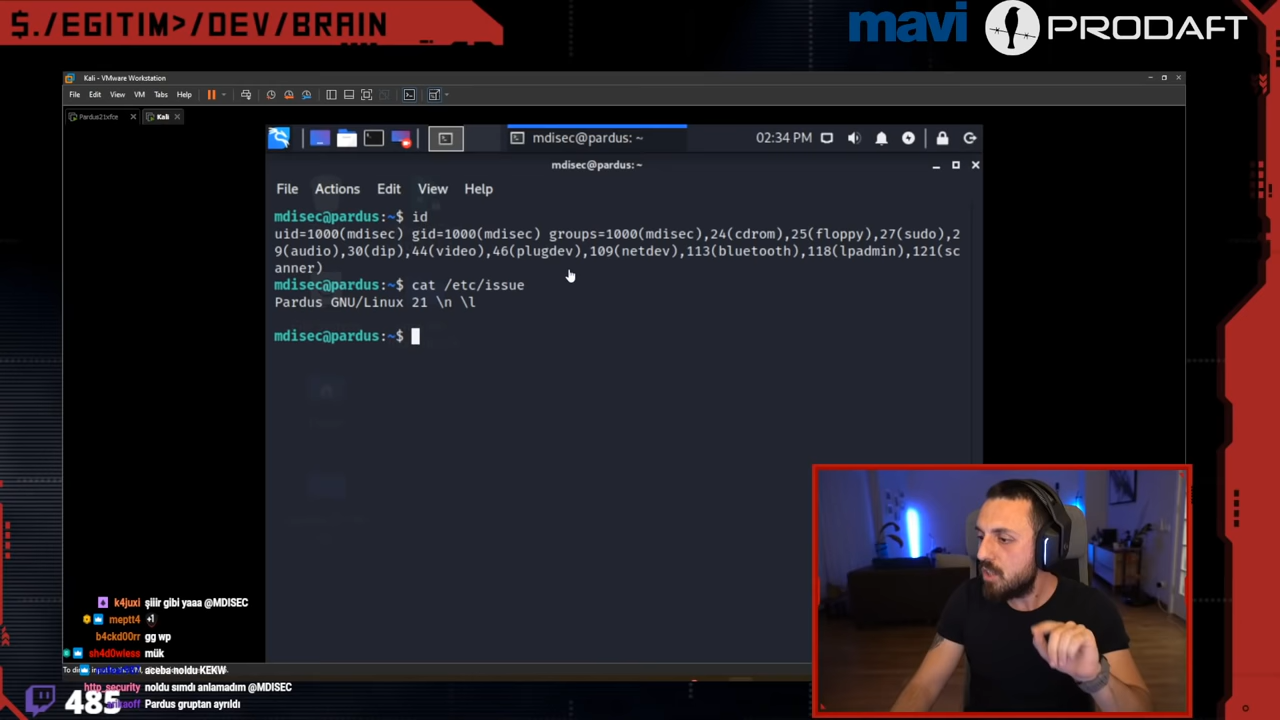 $./EGITIM>/DEV/BRAIN
mavi
PRODAFT
Kali - VMware Workstation
File Edit View VM Tabs Help
Pardus21xfce
Kali
mdisec@pardus: ~
02:34 PM
mdisec@pardus: ~
File Actions Edit View Help
mdisec@pardus:~$ id
uid=1000(mdisec) gid=1000(mdisec) groups=1000(mdisec),24(cdrom),25(floppy),27(sudo),2
9(audio),30(dip),44(video),46(plugdev),109(netdev),113(bluetooth),118(lpadmin),121(sc
anner)
mdisec@pardus:~$ cat /etc/issue
Pardus GNU/Linux 21 \n \l
mdisec@pardus:~$
k4juxi şiir gibi yaaa @MDISEC
meptt4 +1
b4ckd00rr gg wp
sh4d0wless mük
aceba noldu KEKW
http_security noldu sımdı anlamadım @MDISEC
Pardus gruptan ayrıldı
485